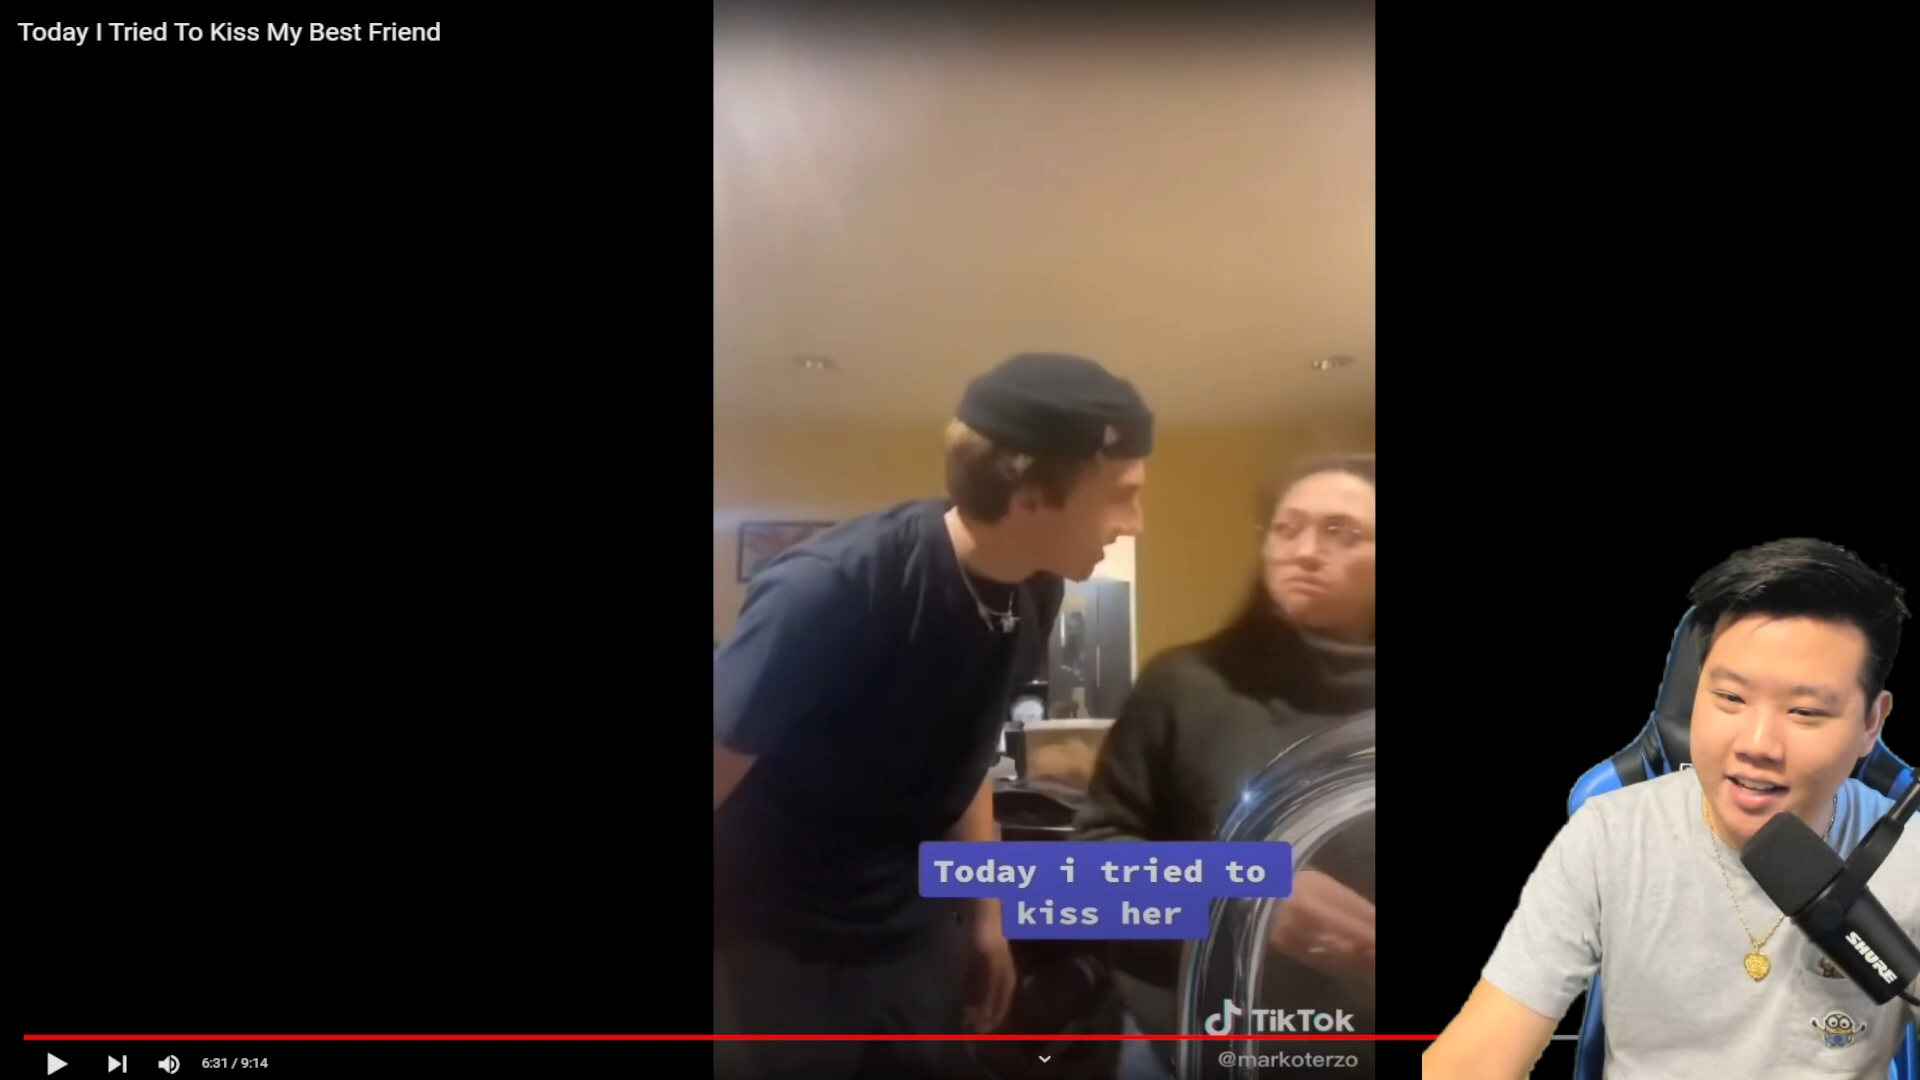 Today I Tried To Kiss My Best Friend
Today i tried to
kiss her
SHURE
TikTok
@markoterzo
6:31 / 9:14